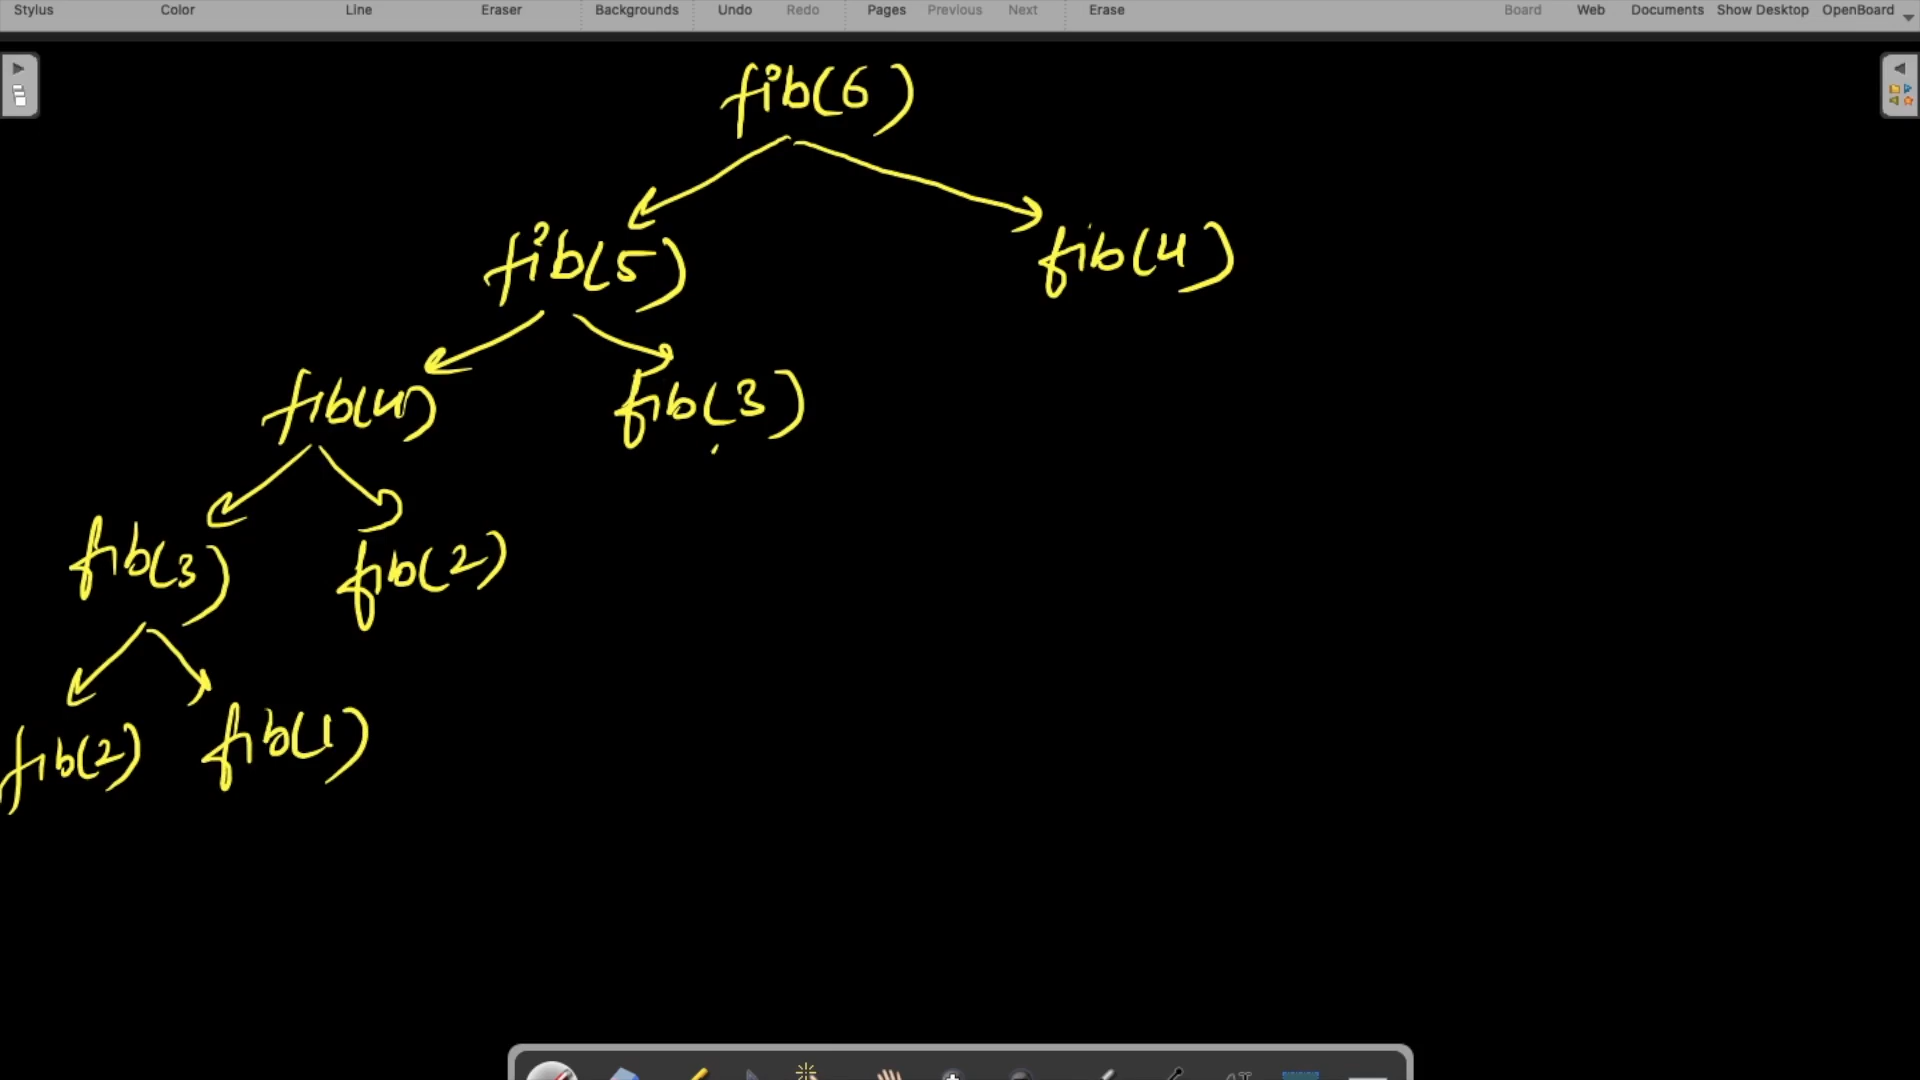 Stylus Color Line Eraser Backgrounds Undo Redo Pages Previous Next Erase Board Web Documents Show Desktop OpenBoard
fib(6)
fib(5) fib(4)
fib(4) fib(3)
fib(3) fib(2)
fib(2) fib(1)